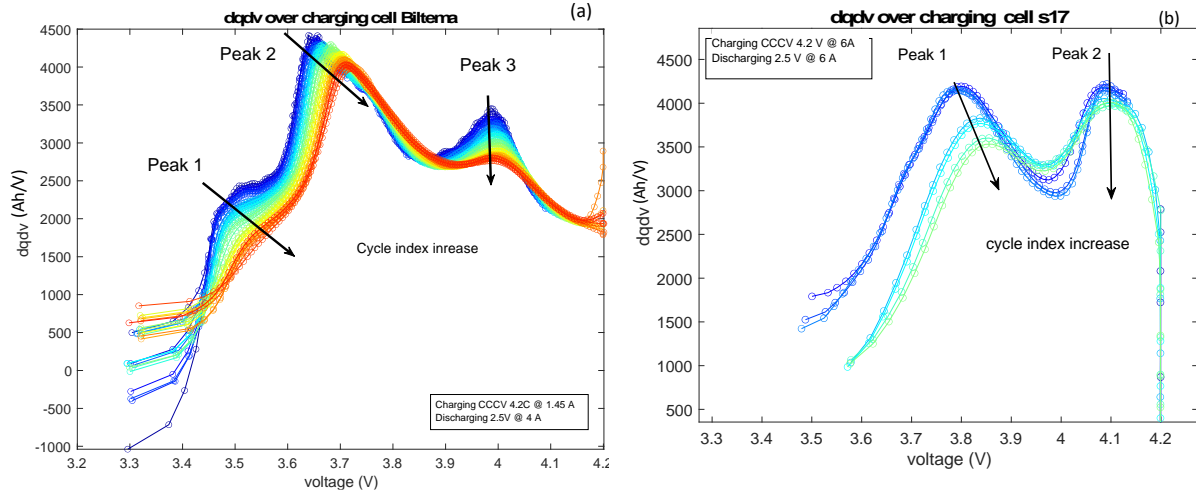 dqdv over charging cell Biltema
(a)
4500
4000
3500
3000
2500
2000
1500
1000
500
0
-500
-1000
dqdv (Ah/V)
Peak 2
Peak 3
Peak 1
Cycle index inrease
Charging CCCV 4.2C @ 1.45 A
Discharging 2.5V @ 4 A
3.2 3.3 3.4 3.5 3.6 3.7 3.8 3.9 4 4.1 4.2
voltage (V)
dqdv over charging cell s17
(b)
Charging CCCV 4.2 V @ 6A
Discharging 2.5 V @ 6 A
Peak 1
Peak 2
4500
4000
3500
3000
2500
2000
1500
1000
500
dqdv (Ah/V)
cycle index increase
3.3 3.4 3.5 3.6 3.7 3.8 3.9 4 4.1 4.2
voltage (V)